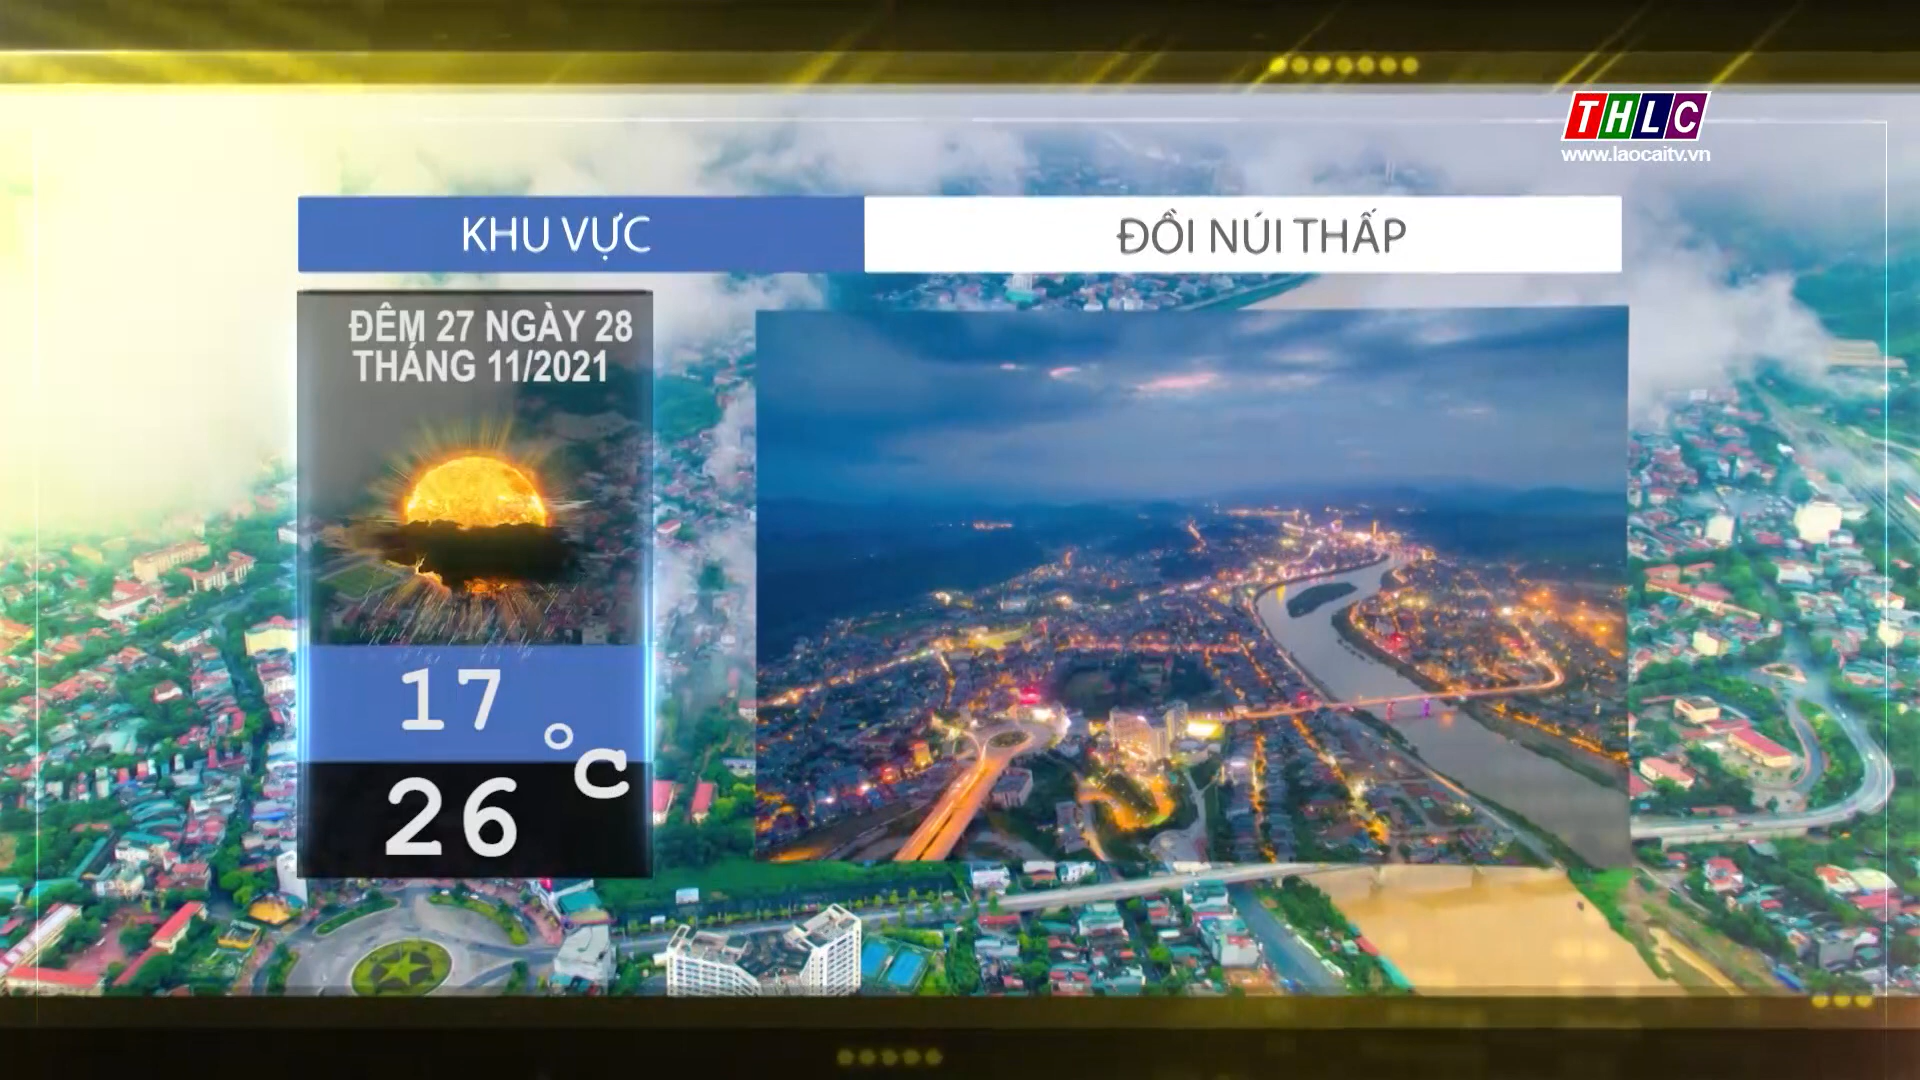 THLC
www.laocaitv.vn
KHU VỰC
ĐỒI NÚI THẤP
ĐÊM 27 NGÀY 28
THÁNG 11/2021
17
°C
26